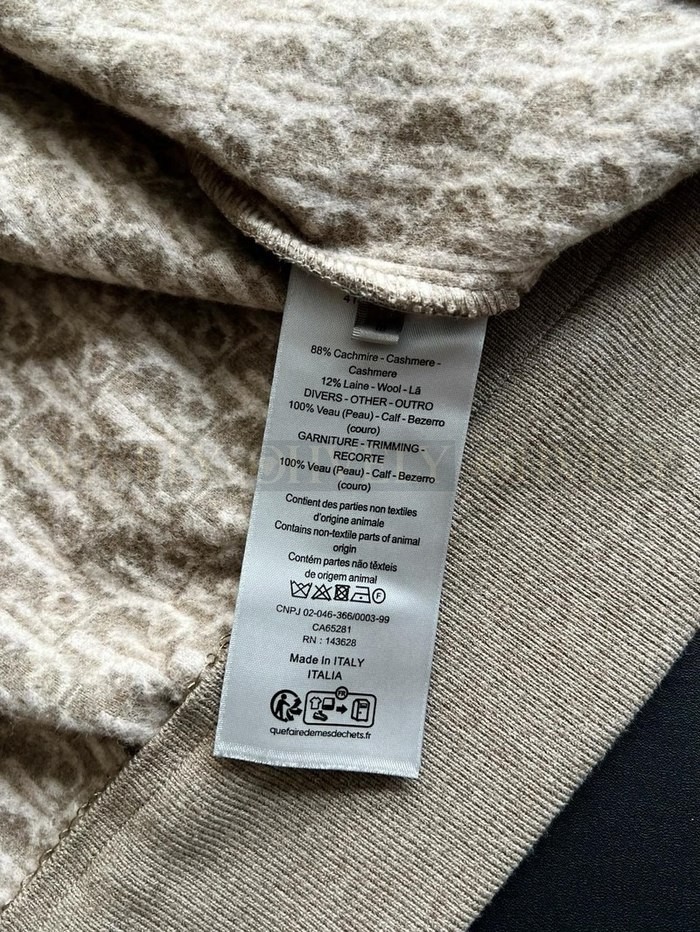 88% Cachmire - Cashmere -
Cashmere
12% Laine - Wool - Lã
DIVERS - OTHER - OUTRO
100% Veau (Peau) - Calf - Bezerro
(couro)
GARNITURE - TRIMMING -
RECORTE
100% Veau (Peau) - Calf - Bezerro
(couro)
Contient des parties non textiles
d'origine animale
Contains non-textile parts of animal
origin
Contém partes não têxteis
de origem animal
F
CNPJ 02-046-366/0003-99
CA65281
RN : 143628
Made In ITALY
ITALIA
FR
quefairedemesdechets.fr